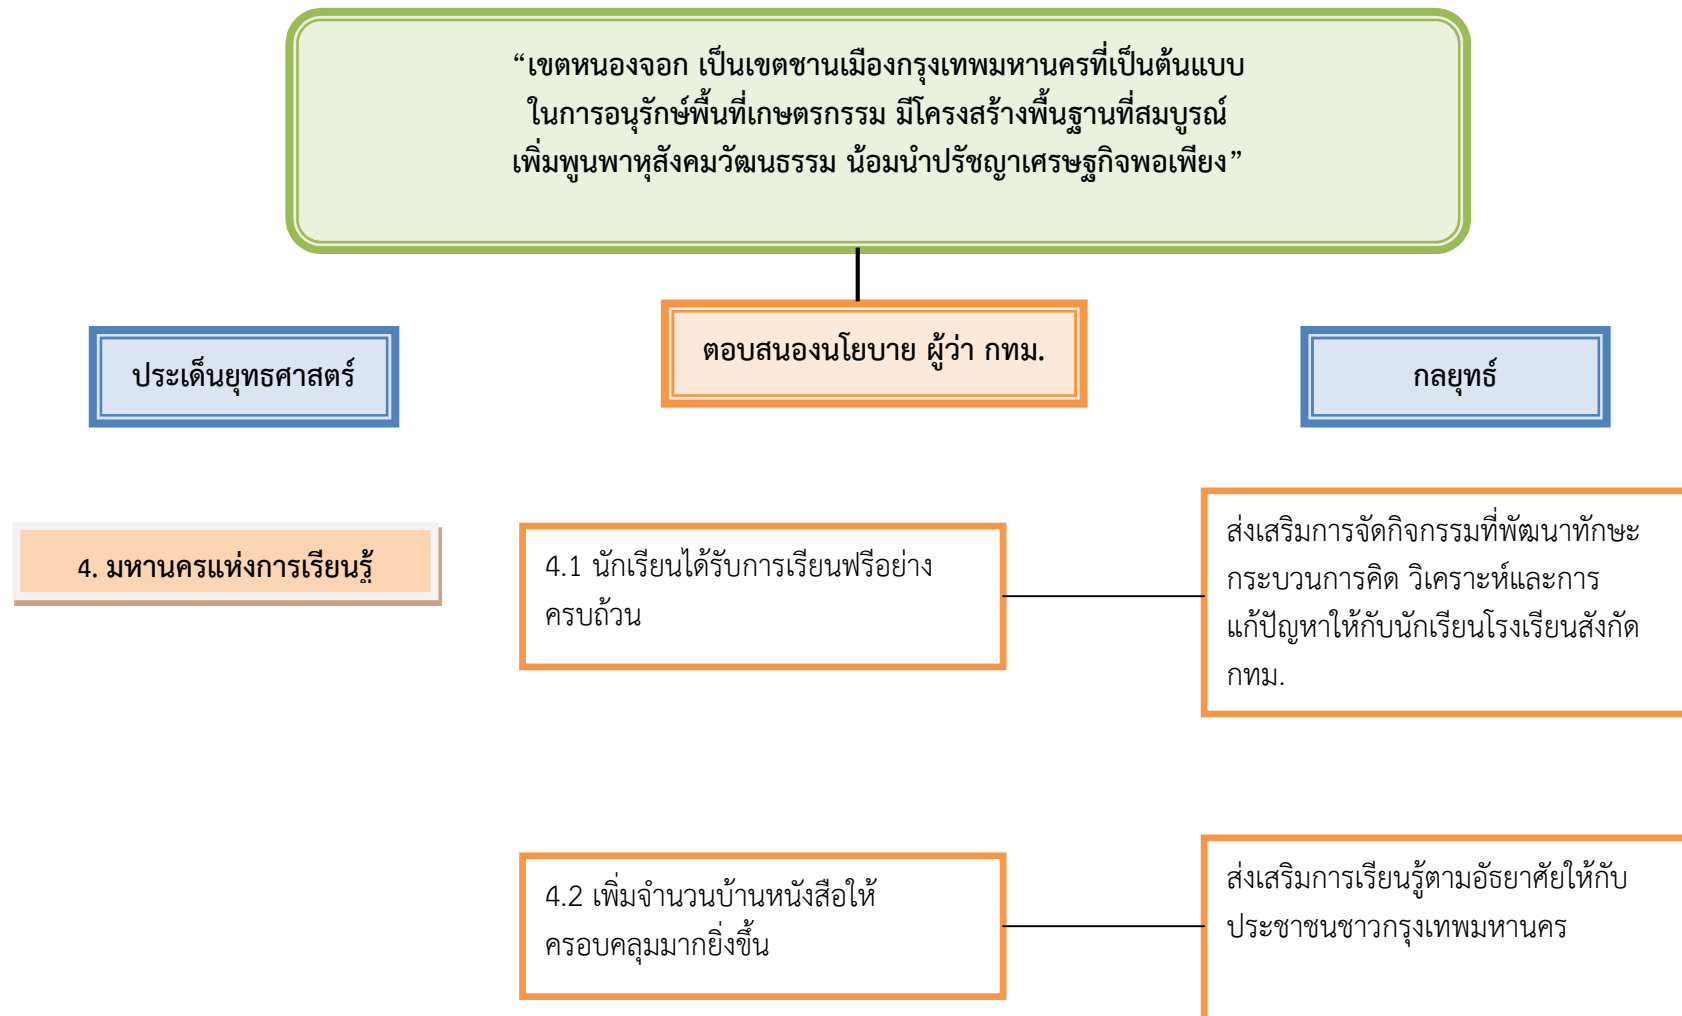 “เขตหนองจอก เป็นเขตชานเมืองกรุงเทพมหานครที่เป็นต้นแบบ
ในการอนุรักษ์พื้นที่เกษตรกรรม มีโครงสร้างพื้นฐานที่สมบูรณ์
เพิ่มพูนพาหุสังคมวัฒนธรรม น้อมนำปรัชญาเศรษฐกิจพอเพียง”
ประเด็นยุทธศาสตร์
ตอบสนองนโยบาย ผู้ว่า กทม.
กลยุทธ์
4. มหานครแห่งการเรียนรู้
4.1 นักเรียนได้รับการเรียนฟรีอย่าง
ครบถ้วน
ส่งเสริมการจัดกิจกรรมที่พัฒนาทักษะ
กระบวนการคิด วิเคราะห์และการ
แก้ปัญหาให้กับนักเรียนโรงเรียนสังกัด
กทม.
4.2 เพิ่มจำนวนบ้านหนังสือให้
ครอบคลุมมากยิ่งขึ้น
ส่งเสริมการเรียนรู้ตามอัธยาศัยให้กับ
ประชาชนชาวกรุงเทพมหานคร